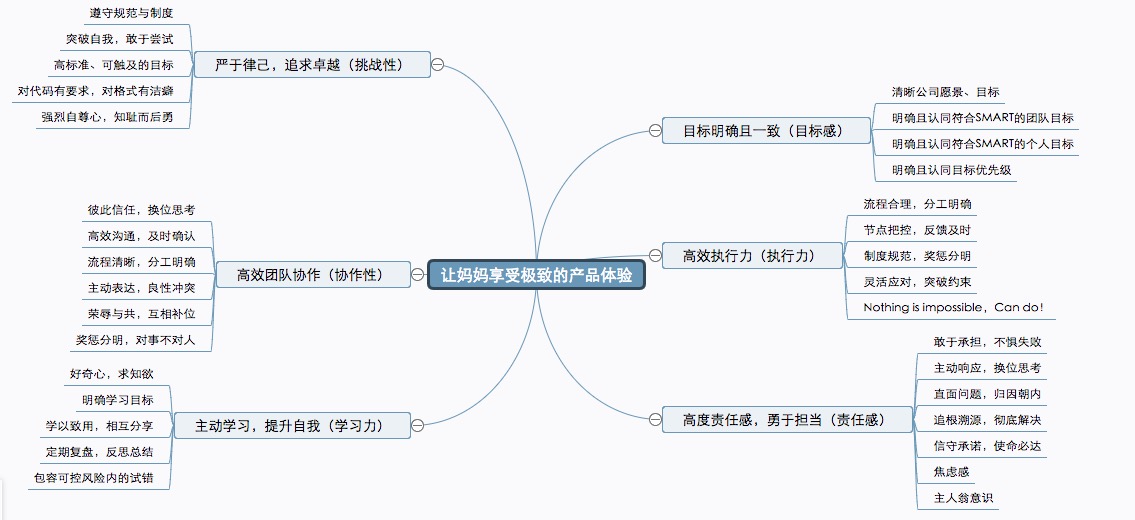 让妈妈享受极致的产品体验
目标明确且一致（目标感）
清晰公司愿景、目标
明确且认同符合SMART的团队目标
明确且认同符合SMART的个人目标
明确且认同目标优先级
高效执行力（执行力）
流程合理，分工明确
节点把控，反馈及时
制度规范，奖惩分明
灵活应对，突破约束
Nothing is impossible，Can do！
高度责任感，勇于担当（责任感）
敢于承担，不惧失败
主动响应，换位思考
直面问题，归因朝内
追根溯源，彻底解决
信守承诺，使命必达
焦虑感
主人翁意识
严于律己，追求卓越（挑战性）
遵守规范与制度
突破自我，敢于尝试
高标准、可触及的目标
对代码有要求，对格式有洁癖
强烈自尊心，知耻而后勇
高效团队协作（协作性）
彼此信任，换位思考
高效沟通，及时确认
流程清晰，分工明确
主动表达，良性冲突
荣辱与共，互相补位
奖惩分明，对事不对人
主动学习，提升自我（学习力）
好奇心，求知欲
明确学习目标
学以致用，相互分享
定期复盘，反思总结
包容可控风险内的试错